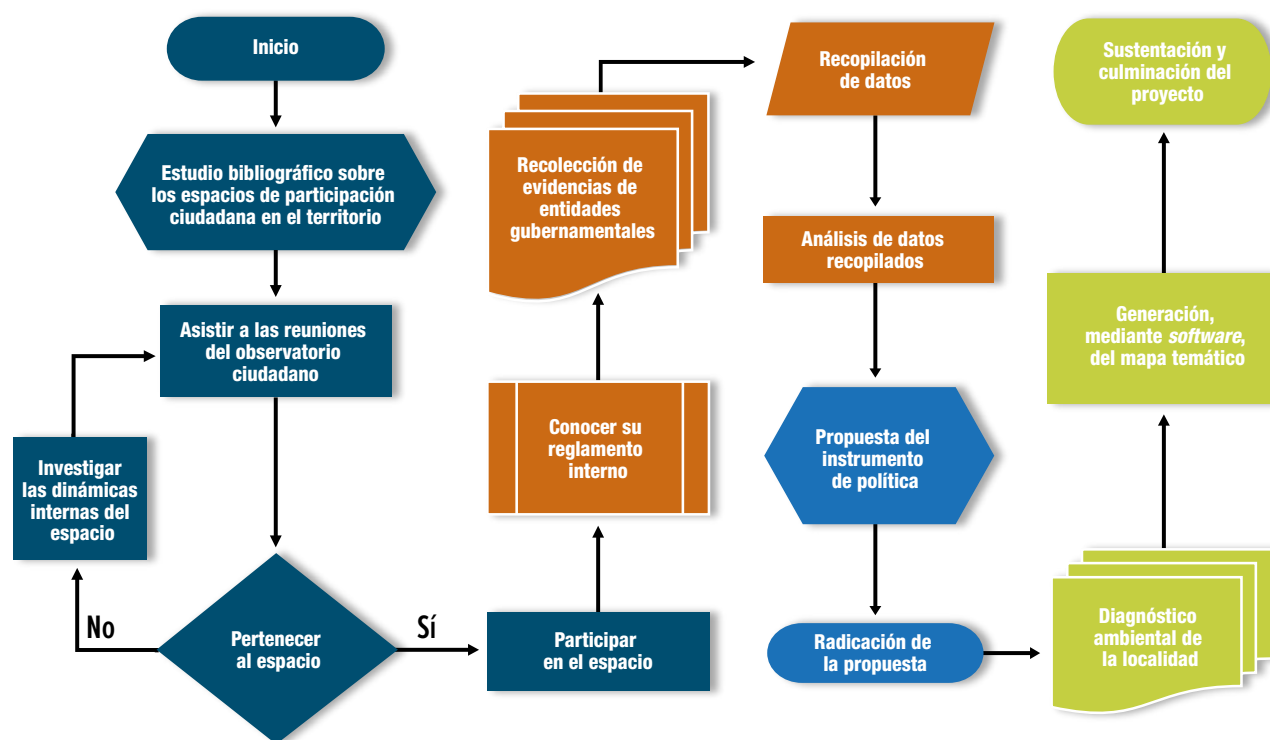 Inicio
Estudio bibliográfico sobre
los espacios de participación
ciudadana en el territorio
Asistir a las reuniones
del observatorio
ciudadano
Investigar
las dinámicas
internas del
espacio
No
Pertenecer
al espacio
Sí
Participar
en el espacio
Conocer su
reglamento
interno
Recolección de
evidencias de
entidades
gubernamentales
Recopilación
de datos
Análisis de datos
recopilados
Propuesta del
instrumento
de política
Radicación de
la propuesta
Diagnóstico
ambiental de
la localidad
Generación,
mediante software,
del mapa temático
Sustentación y
culminación del
proyecto